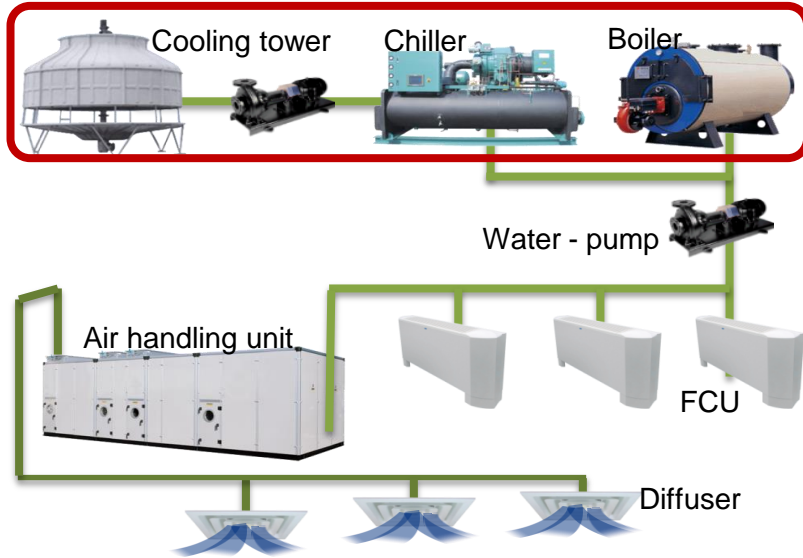 Cooling tower
Chiller
Boiler
Water - pump
Air handling unit
FCU
Diffuser